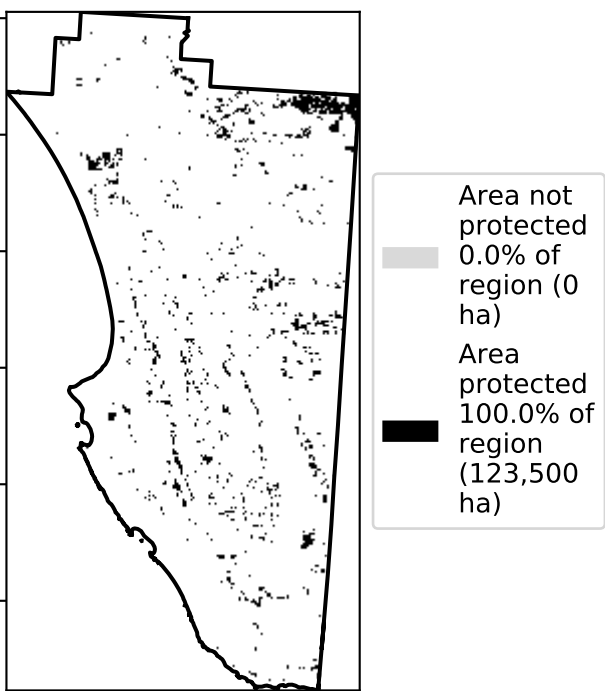 Area not
protected
0.0% of
region (0
ha)
Area
protected
100.0% of
region
(123,500
ha)